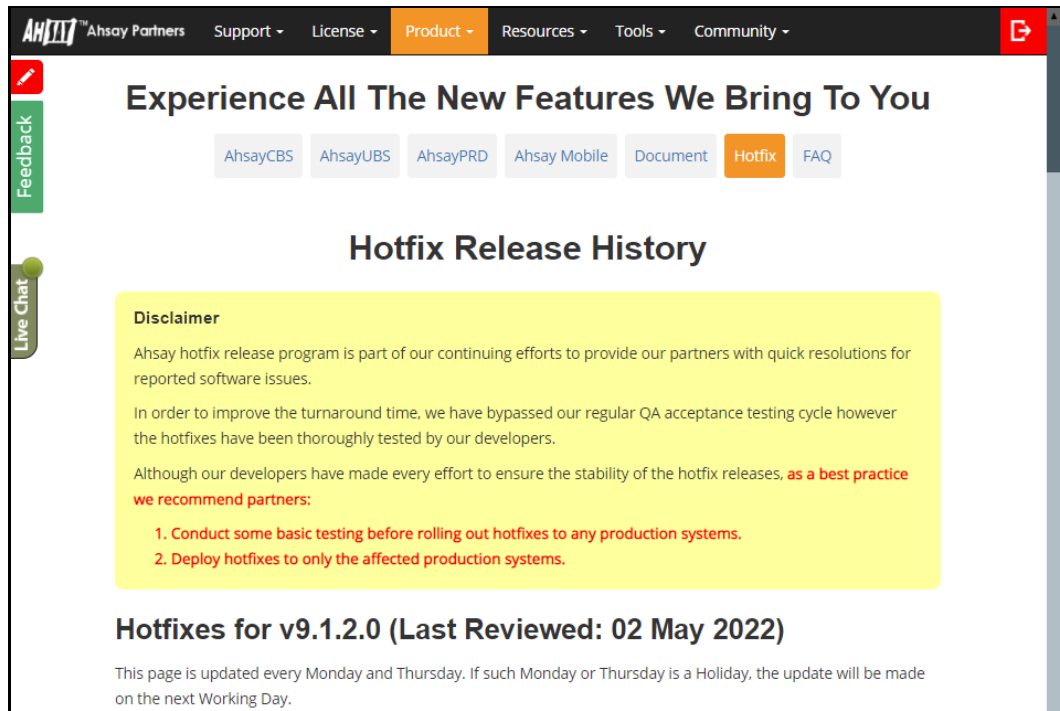 AHSAY™ Ahsay Partners Support License Product Resources Tools Community
Feedback
Live Chat
Experience All The New Features We Bring To You
AhsayCBS AhsayUBS AhsayPRD Ahsay Mobile Document Hotfix FAQ
Hotfix Release History
Disclaimer
Ahsay hotfix release program is part of our continuing efforts to provide our partners with quick resolutions for
reported software issues.
In order to improve the turnaround time, we have bypassed our regular QA acceptance testing cycle however
the hotfixes have been thoroughly tested by our developers.
Although our developers have made every effort to ensure the stability of the hotfix releases, as a best practice
we recommend partners:
1. Conduct some basic testing before rolling out hotfixes to any production systems.
2. Deploy hotfixes to only the affected production systems.
Hotfixes for v9.1.2.0 (Last Reviewed: 02 May 2022)
This page is updated every Monday and Thursday. If such Monday or Thursday is a Holiday, the update will be made
on the next Working Day.